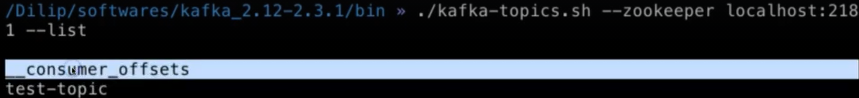 /Dilip/softwares/kafka_2.12-2.3.1/bin » ./kafka-topics.sh --zookeeper localhost:218
1 --list
__consumer_offsets
test-topic